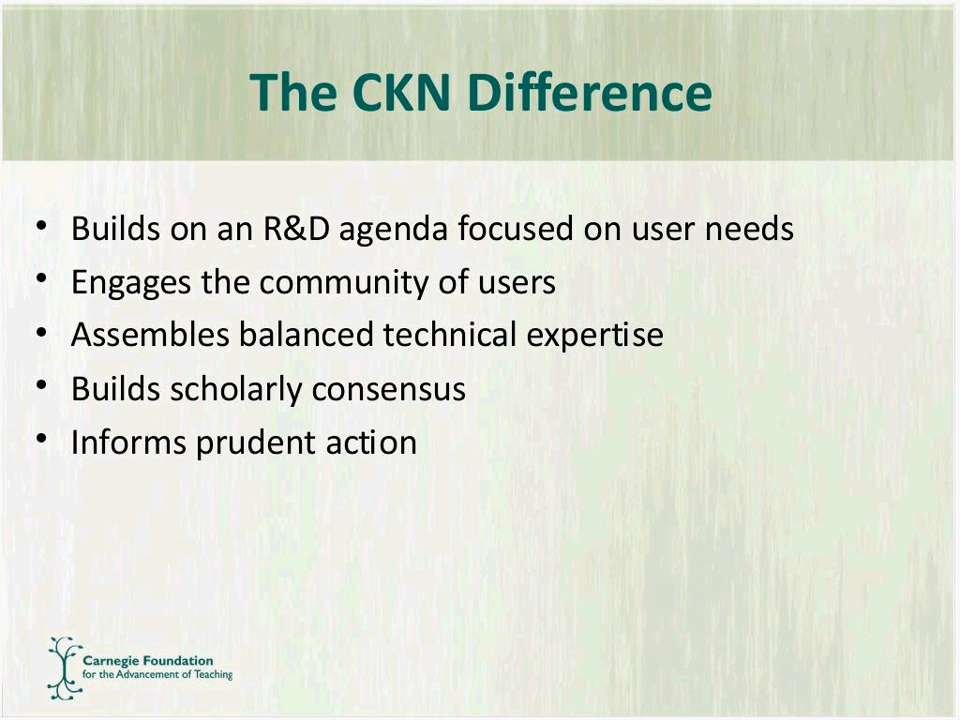 The CKN Difference
• Builds on an R&D agenda focused on user needs
• Engages the community of users
• Assembles balanced technical expertise
• Builds scholarly consensus
• Informs prudent action
Carnegie Foundation
for the Advancement of Teaching